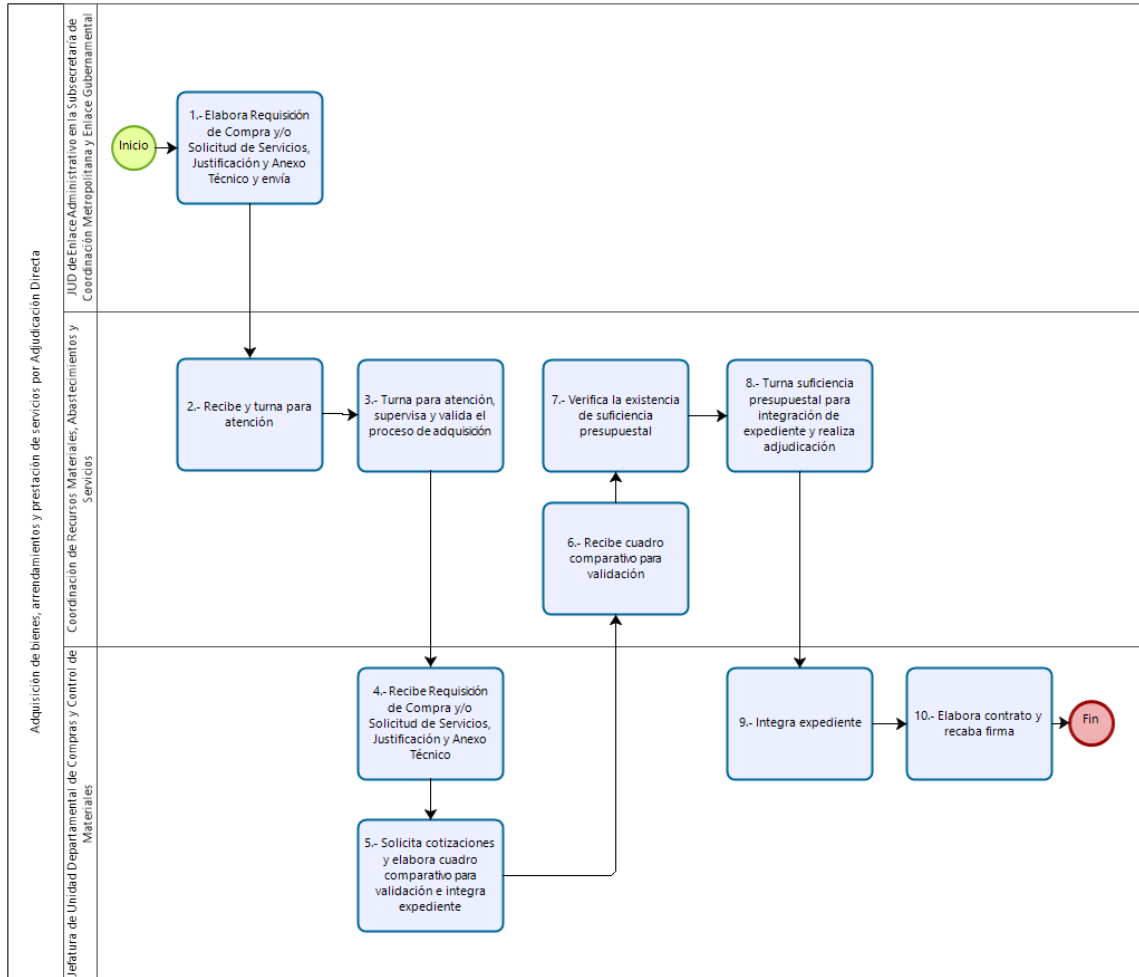 Adquisición de bienes, arrendamientos y prestación de servicios por Adjudicación Directa
JUD de Enlace Administrativo en la Subsecretaría de
Coordinación Metropolitana y Enlace Gubernamental
Inicio
1.- Elabora Requisición
de Compra y/o
Solicitud de Servicios,
Justificación y Anexo
Técnico y envía
Coordinación de Recursos Materiales, Abastecimientos y
Servicios
2.- Recibe y turna para
atención
3.- Turna para atención,
supervisa y valida el
proceso de adquisición
7.- Verifica la existencia
de suficiencia
presupuestal
8.- Turna suficiencia
presupuestal para
integración de
expediente y realiza
adjudicación
6.- Recibe cuadro
comparativo para
validación
Jefatura de Unidad Departamental de Compras y Control de
Materiales
4.- Recibe Requisición
de Compra y/o
Solicitud de Servicios,
Justificación y Anexo
Técnico
5.- Solicita cotizaciones
y elabora cuadro
comparativo para
validación e integra
expediente
9.- Integra expediente
10.- Elabora contrato y
recaba firma
Fin